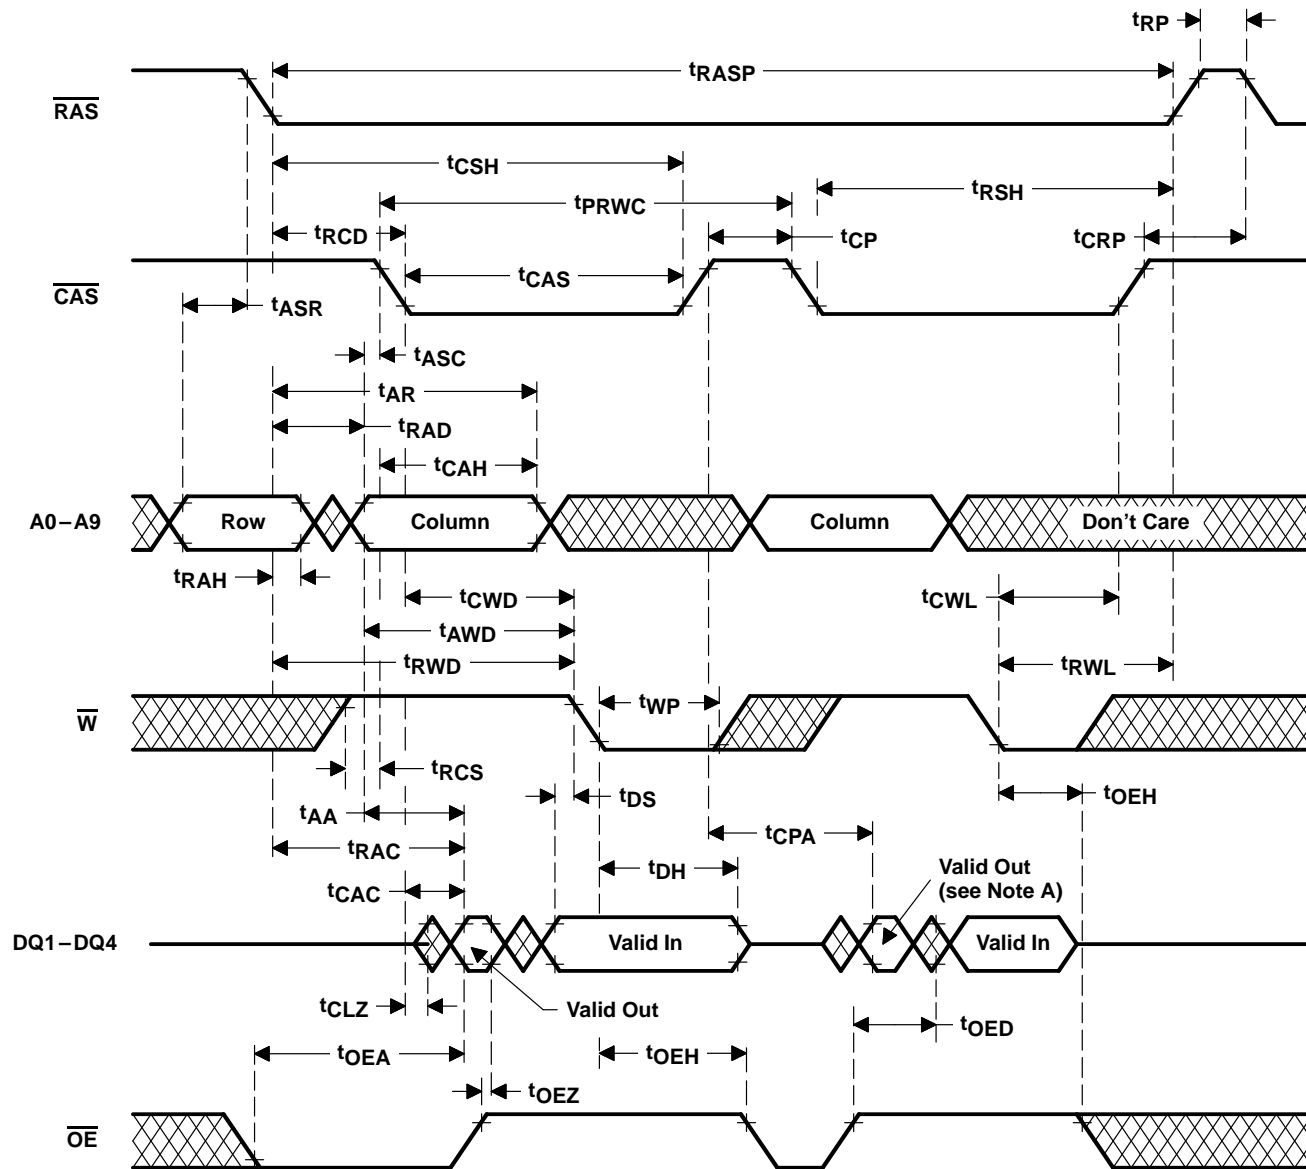 tRP
tRASP
RAS
tCSH
tRSH
tPRWC
tRCD
tCP
tCRP
tCAS
CAS
tASR
tASC
tAR
tRAD
tCAH
A0–A9
Row
Column
Column
Don't Care
tRAH
tCWD
tCWL
tAWD
tRWD
tRWL
tWP
W
tRCS
tDS
tOEH
tAA
tCPA
tRAC
tDH
Valid Out
(see Note A)
tCAC
DQ1–DQ4
Valid In
Valid In
tCLZ
Valid Out
tOED
tOEA
tOEH
tOEZ
OE